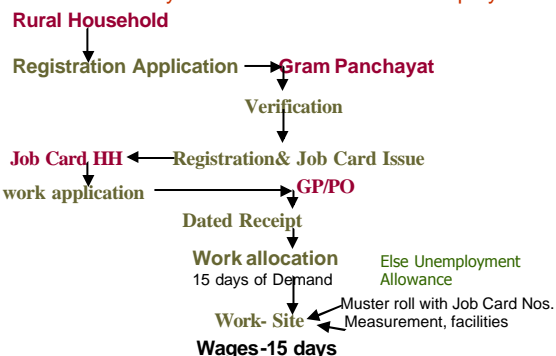 Rural Household
Registration Application
Gram Panchayat
Verification
Job Card HH
Registration& Job Card Issue
work application
GP/PO
Dated Receipt
Work allocation
15 days of Demand
Else Unemployment
Allowance
Muster roll with Job Card Nos.
Work- Site
Measurement, facilities
Wages-15 days